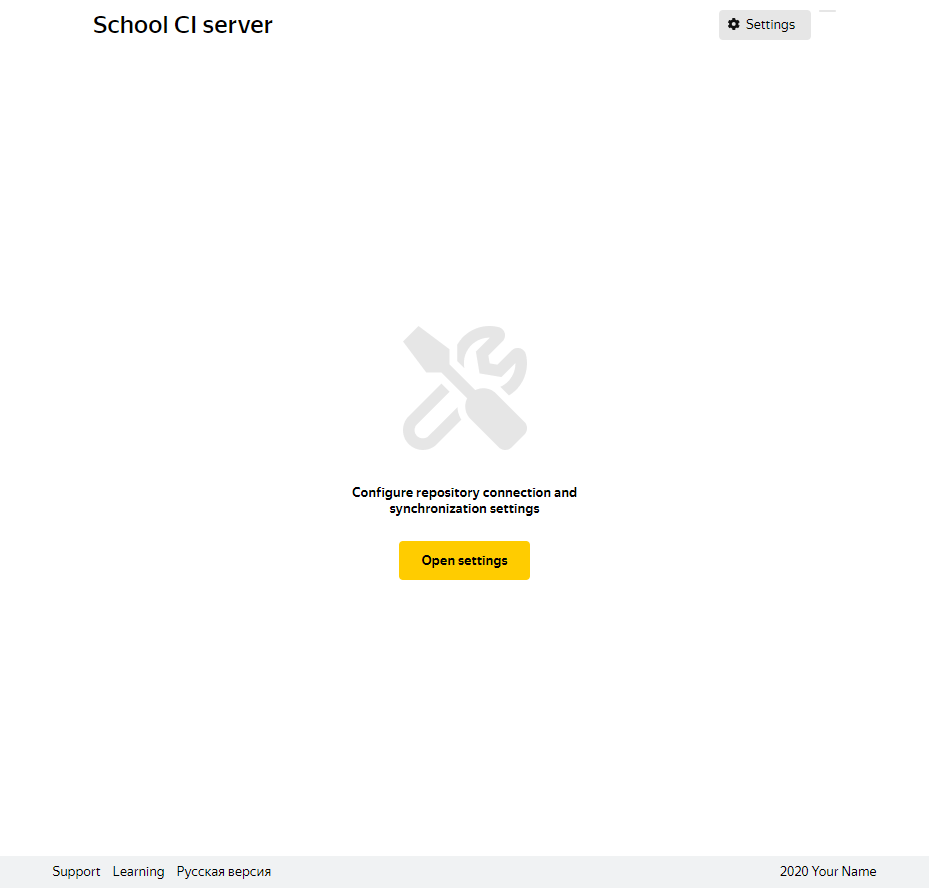 School CI server
Settings
Configure repository connection and
synchronization settings
Open settings
Support Learning Русская версия
2020 Your Name